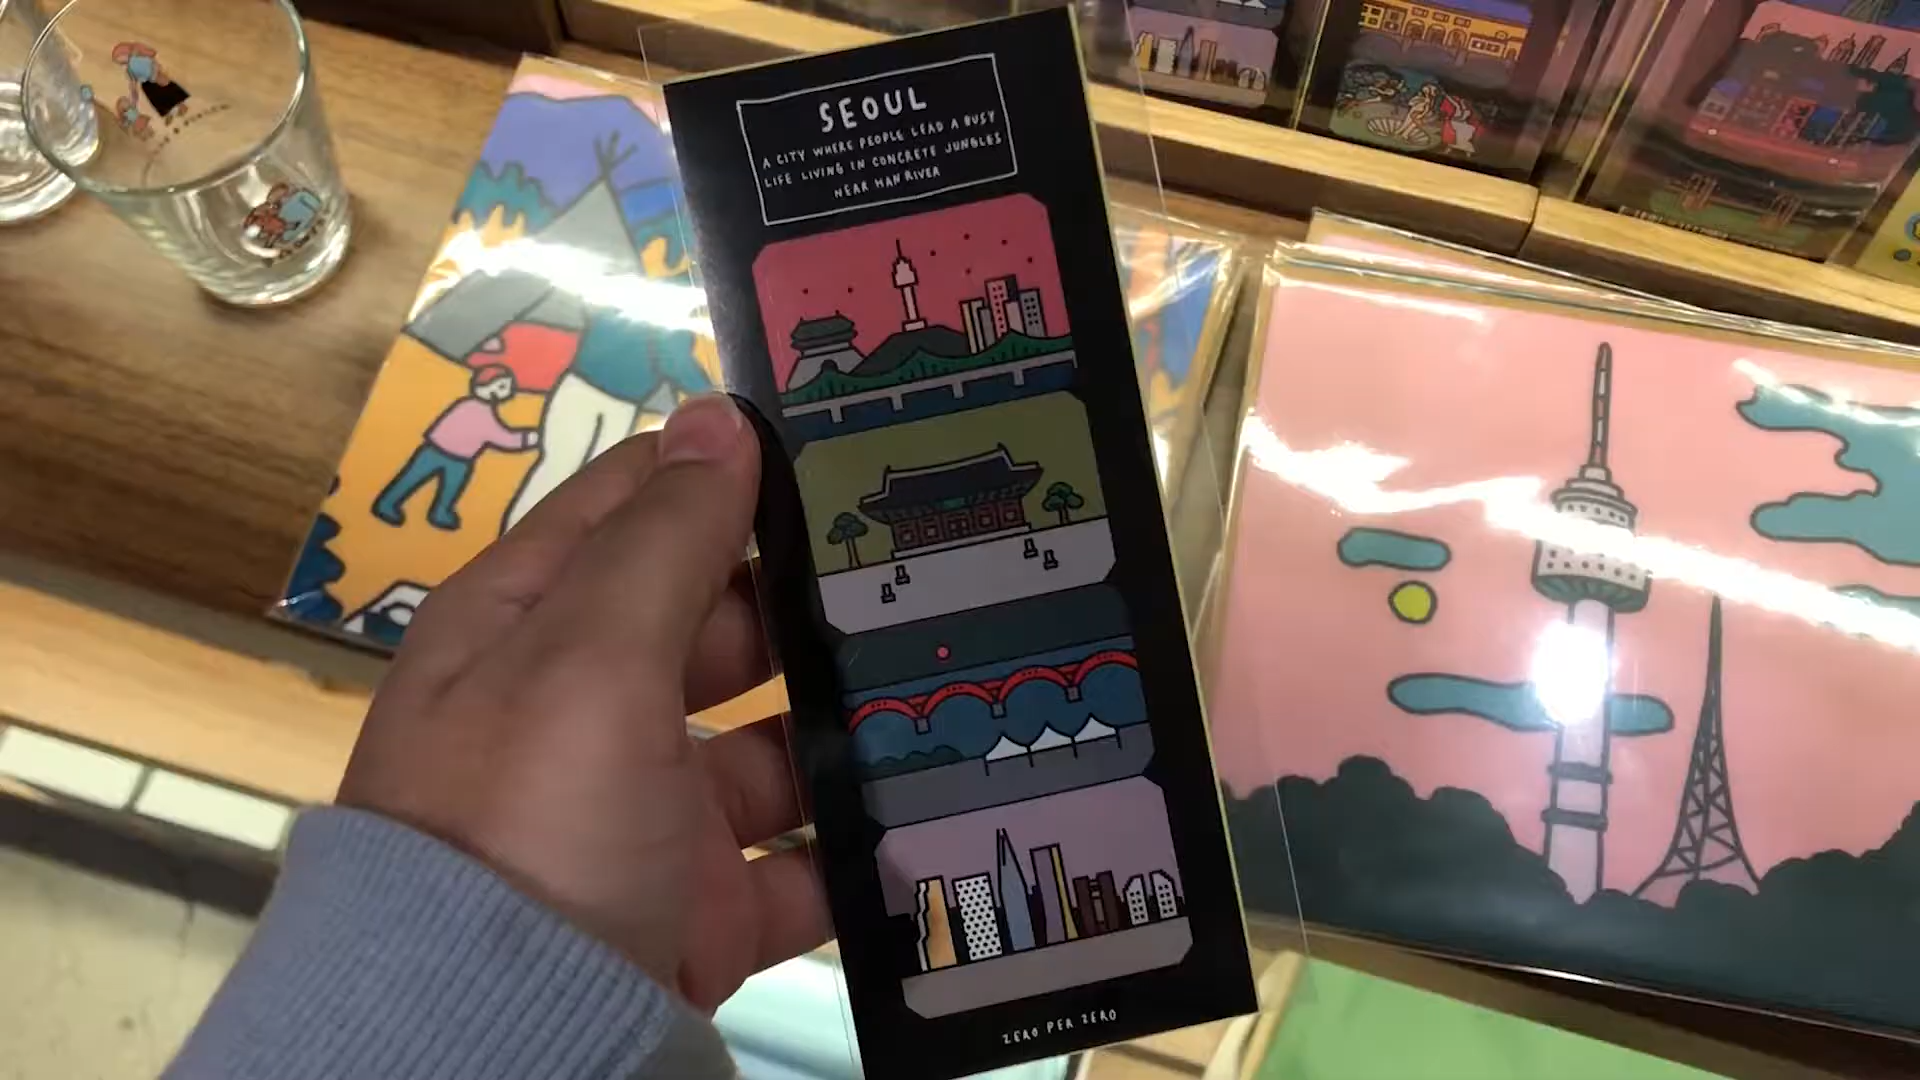 SEOUL
A CITY WHERE PEOPLE LEAD A BUSY
LIFE LIVING IN CONCRETE JUNGLES
NEAR HAN RIVER
ZERO PER ZERO